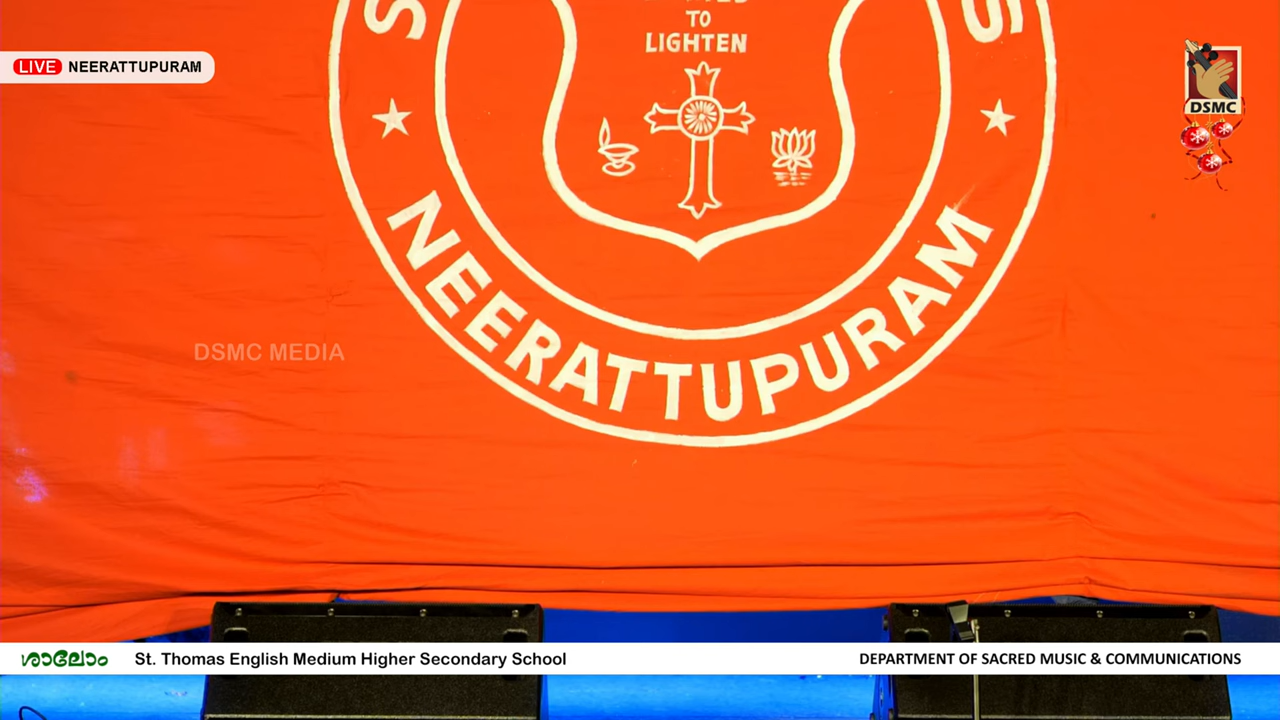 TO
LIGHTEN
LIVE NEERATTUPURAM
DSMC
S
S
NEERATTUPURAM
DSMC MEDIA
ശാലോം St. Thomas English Medium Higher Secondary School
DEPARTMENT OF SACRED MUSIC & COMMUNICATIONS